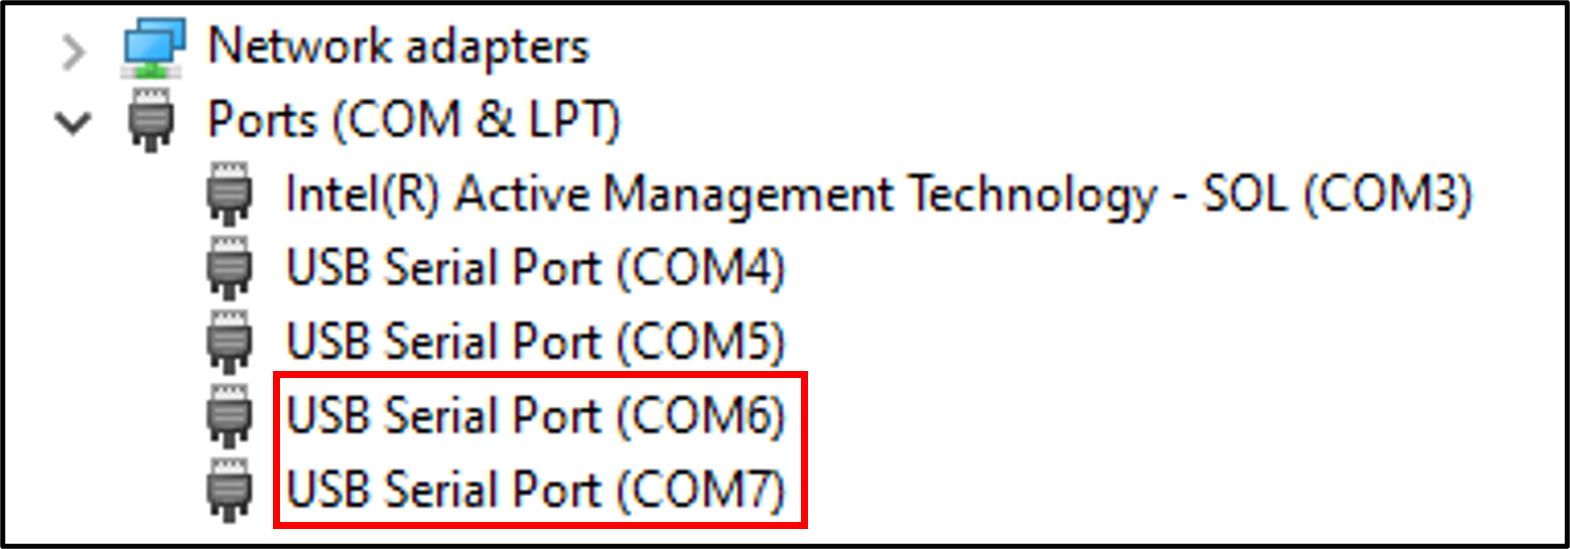 Network adapters
Ports (COM & LPT)
Intel(R) Active Management Technology - SOL (COM3)
USB Serial Port (COM4)
USB Serial Port (COM5)
USB Serial Port (COM6)
USB Serial Port (COM7)